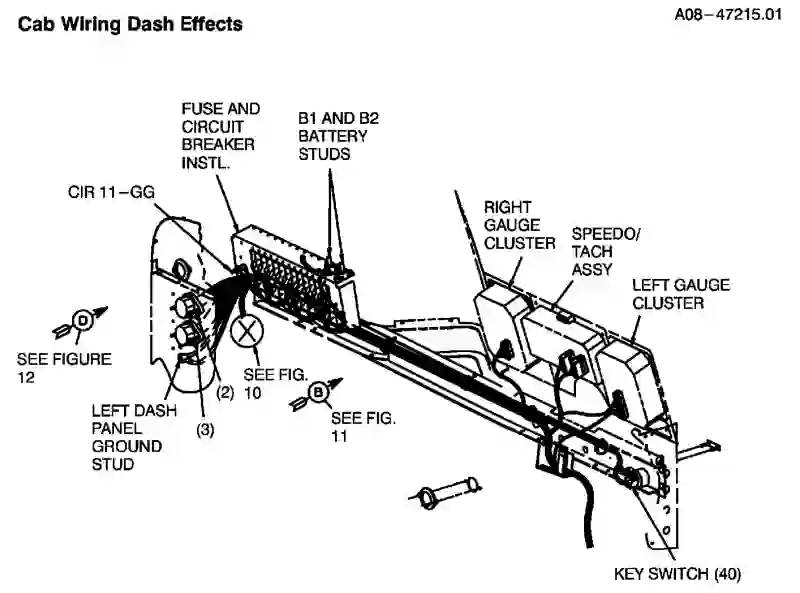 Cab Wiring Dash Effects
A08-47215.01
FUSE AND
CIRCUIT
BREAKER
INSTL.
B1 AND B2
BATTERY
STUDS
CIR 11-GG
RIGHT
GAUGE
CLUSTER
SPEEDO/
TACH
ASSY
LEFT GAUGE
CLUSTER
D
SEE FIGURE
12
SEE FIG.
10
(2)
B
SEE FIG.
11
LEFT DASH
PANEL
GROUND
STUD
(3)
KEY SWITCH (40)